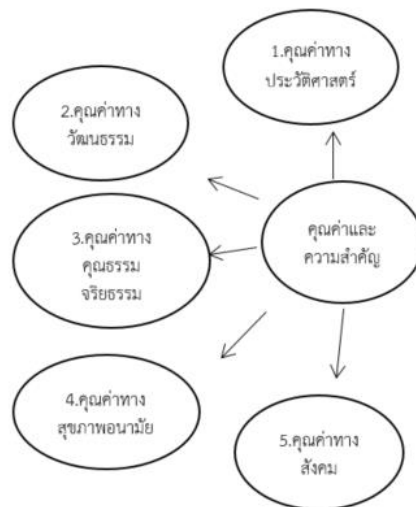 1.คุณค่าทาง
ประวัติศาสตร์
2.คุณค่าทาง
วัฒนธรรม
3.คุณค่าทาง
คุณธรรม
จริยธรรม
คุณค่าและ
ความสำคัญ
4.คุณค่าทาง
สุขภาพอนามัย
5.คุณค่าทาง
สังคม